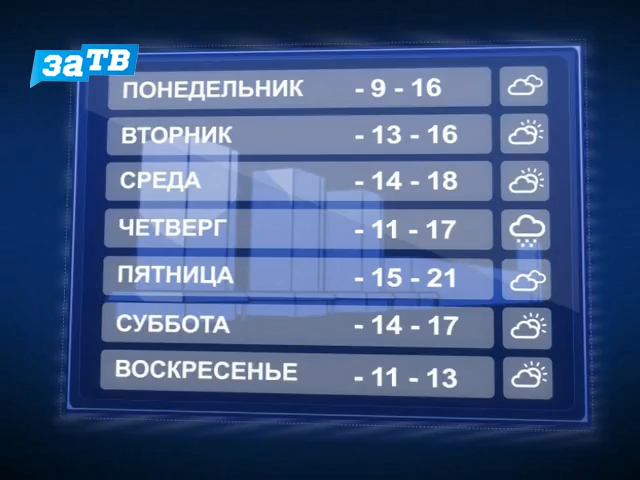 заТВ
ПОНЕДЕЛЬНИК - 9 - 16
ВТОРНИК - 13 - 16
СРЕДА - 14 - 18
ЧЕТВЕРГ - 11 - 17
ПЯТНИЦА - 15 - 21
СУББОТА - 14 - 17
ВОСКРЕСЕНЬЕ - 11 - 13